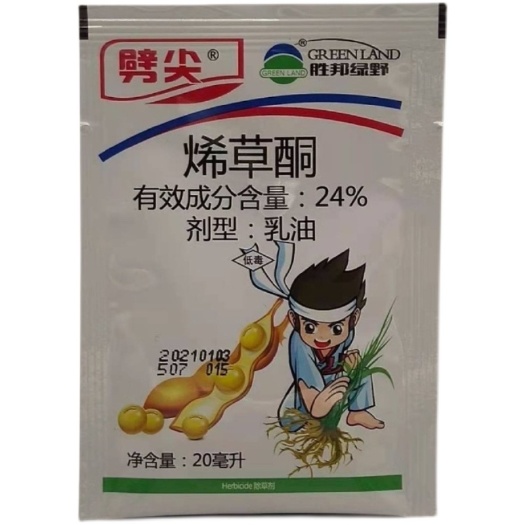 劈尖®
GREEN LAND
®
GREEN LAND
胜邦绿野
烯草酮
有效成分含量：24%
剂型：乳油
低毒
20210103
507 015
净含量：20毫升
Herbicide 除草剂